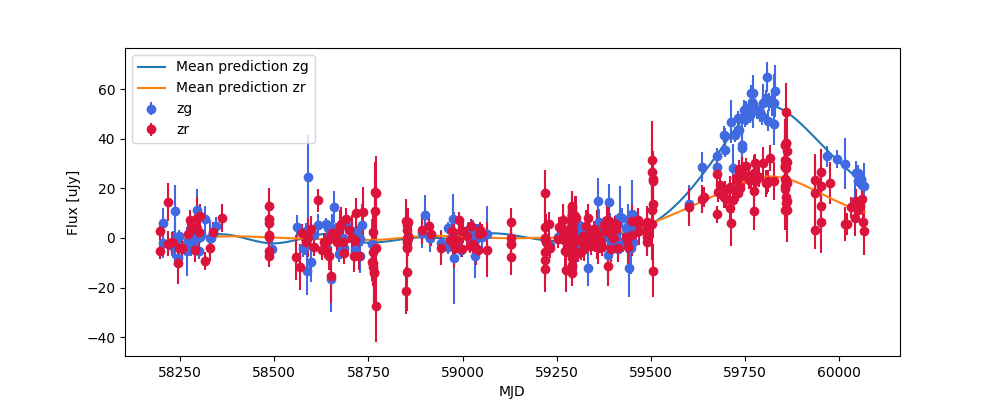 Mean prediction zg
Mean prediction zr
zg
zr
Flux [uJy]
60
40
20
0
−20
−40
58250
58500
58750
59000
59250
59500
59750
60000
MJD